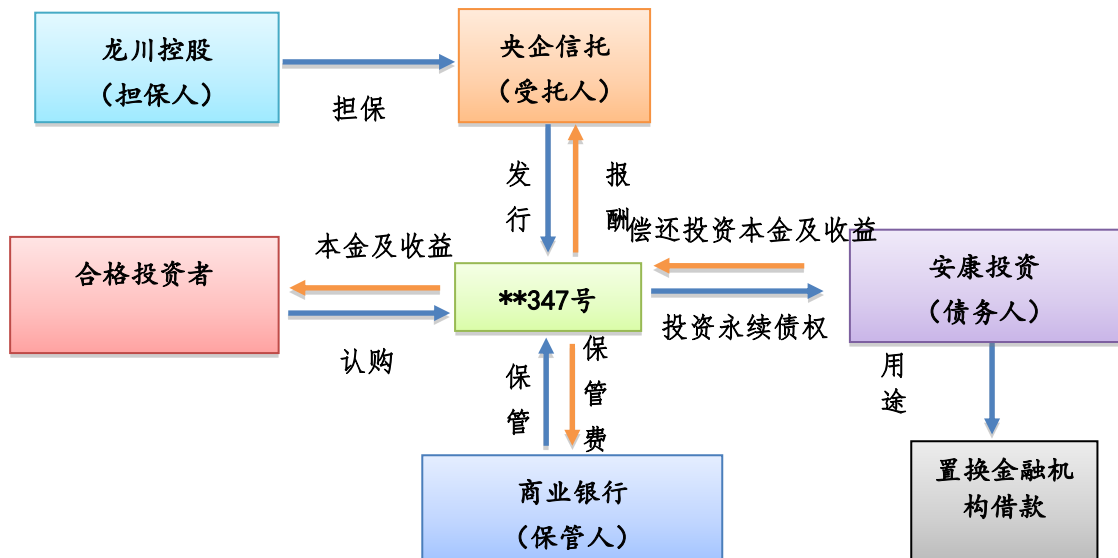 龙川控股
（担保人）
担保
央企信托
（受托人）
发行
报酬
偿还投资本金及收益
本金及收益
合格投资者
认购
**347号
投资永续债权
安康投资
（债务人）
保管
保管费
用途
商业银行
（保管人）
置换金融机
构借款